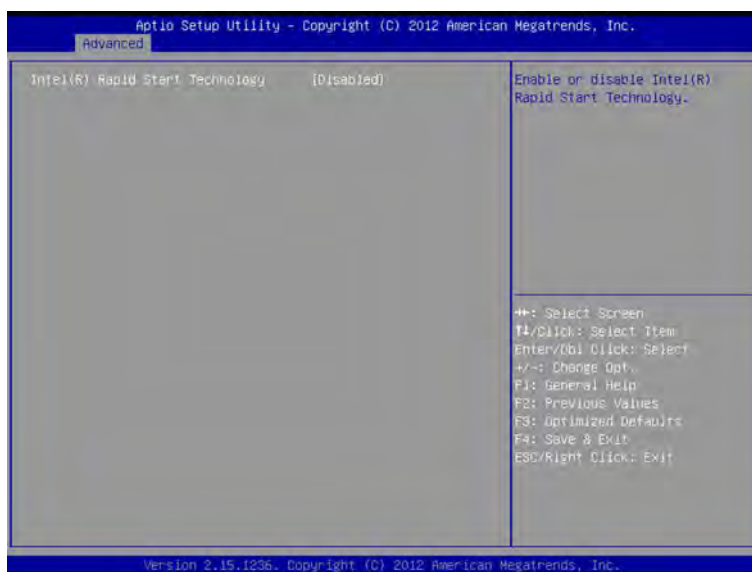 Aptio Setup Utility - Copyright (C) 2012 American Megatrends, Inc.
Advanced
Intel(R) Rapid Start Technology [Disabled]
Enable or disable Intel(R)
Rapid Start Technology.
→←: Select Screen
↑↓/Click: Select Item
Enter/Dbl Click: Select
+/-: Change Opt.
F1: General Help
F2: Previous Values
F3: Optimized Defaults
F4: Save & Exit
ESC/Right Click: Exit
Version 2.15.1236. Copyright (C) 2012 American Megatrends, Inc.